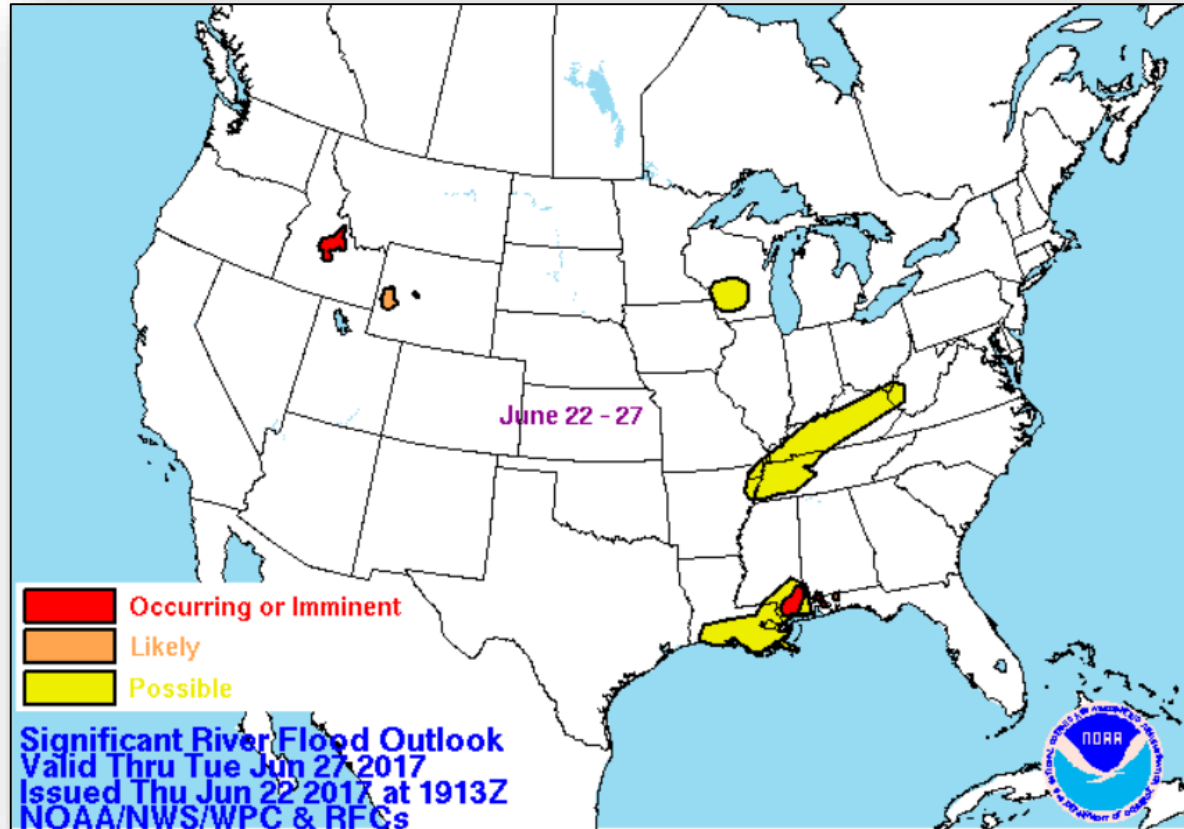 June 22 - 27
Occurring or Imminent
Likely
Possible
Significant River Flood Outlook
Valid Thru Tue Jun 27 2017
Issued Thu Jun 22 2017 at 1913Z
NOAA/NWS/WPC & RFCs
NOAA